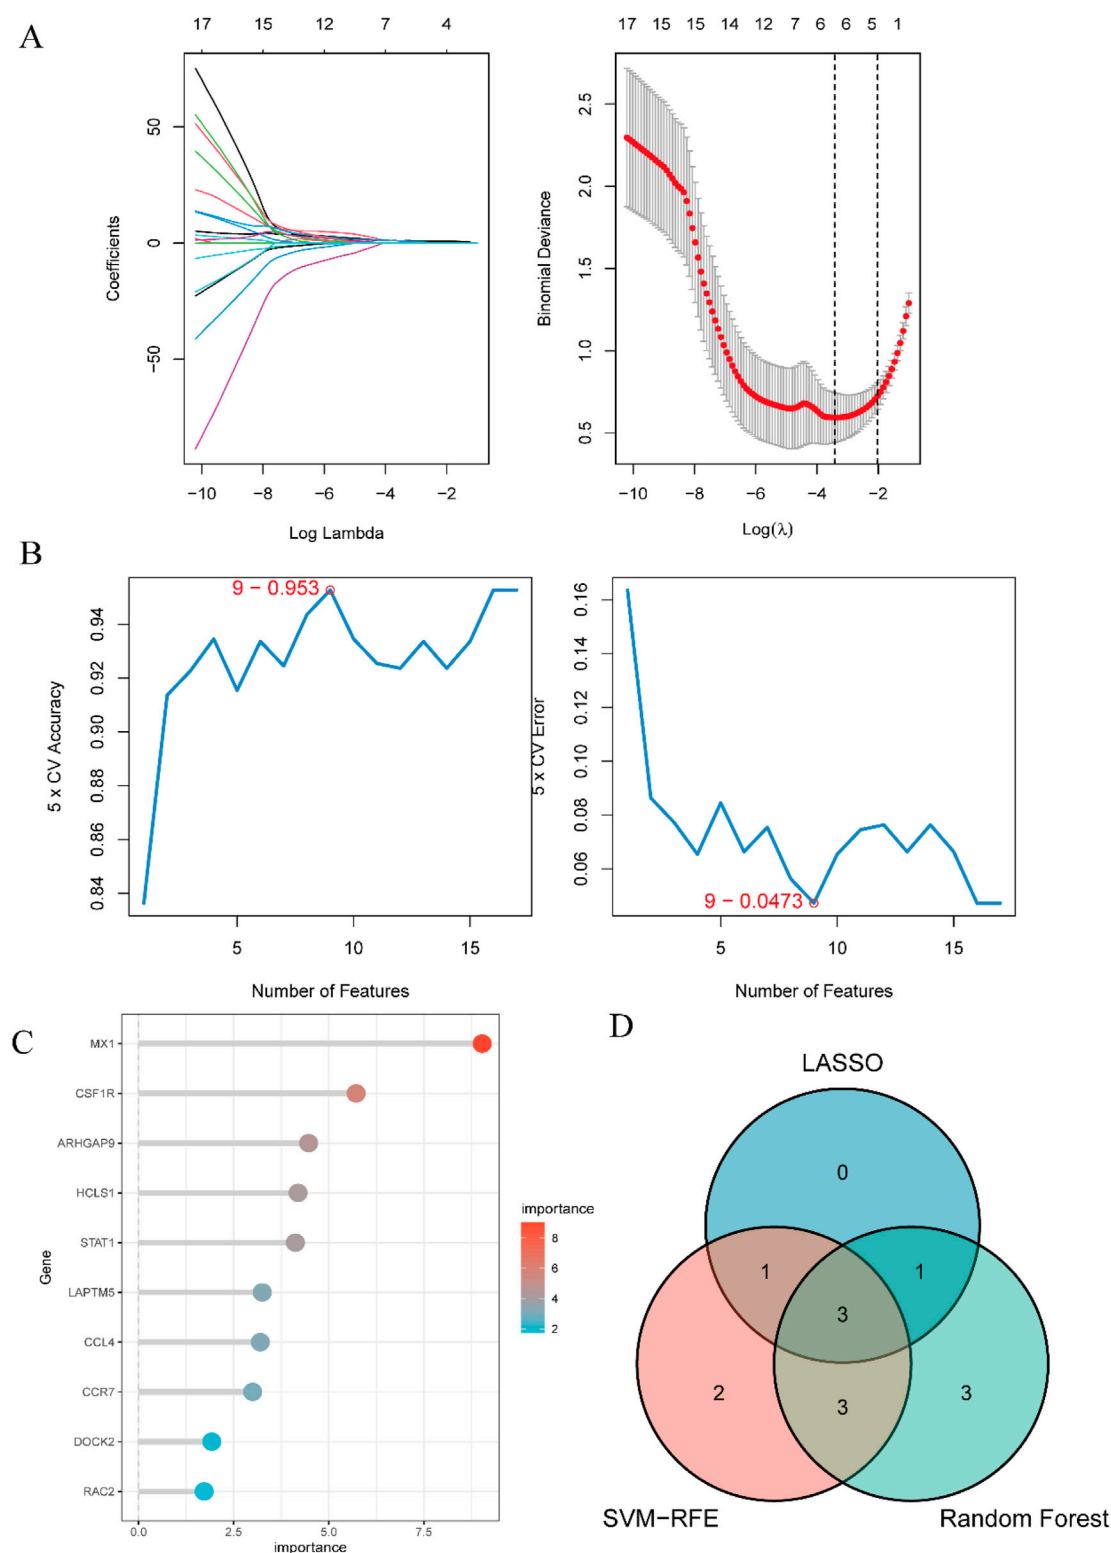 A
17 15 12 7 4
50
0
−50
Coefficients
−10 −8 −6 −4 −2
Log Lambda
17 15 15 14 12 7 6 6 5 1
2.5
2.0
1.5
1.0
0.5
Binomial Deviance
−10 −8 −6 −4 −2
Log(λ)
B
9 − 0.953
0.94
0.92
0.90
0.88
0.86
0.84
5 x CV Accuracy
5 10 15
Number of Features
0.16
0.14
0.12
0.10
0.08
0.06
5 x CV Error
9 − 0.0473
5 10 15
Number of Features
C
MX1
CSF1R
ARHGAP9
HCLS1
STAT1
LAPTM5
CCL4
CCR7
DOCK2
RAC2
Gene
0.0 2.5 5.0 7.5
importance
importance
8
6
4
2
D
LASSO
0
1
1
3
2
3
3
SVM−RFE
Random Forest